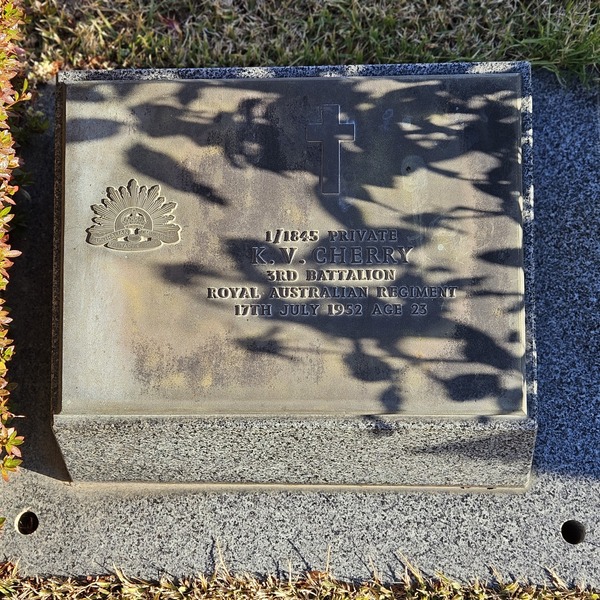 1/1845 PRIVATE
K. V. CHERRY
3RD BATTALION
ROYAL AUSTRALIAN REGIMENT
17TH JULY 1952 AGE 23